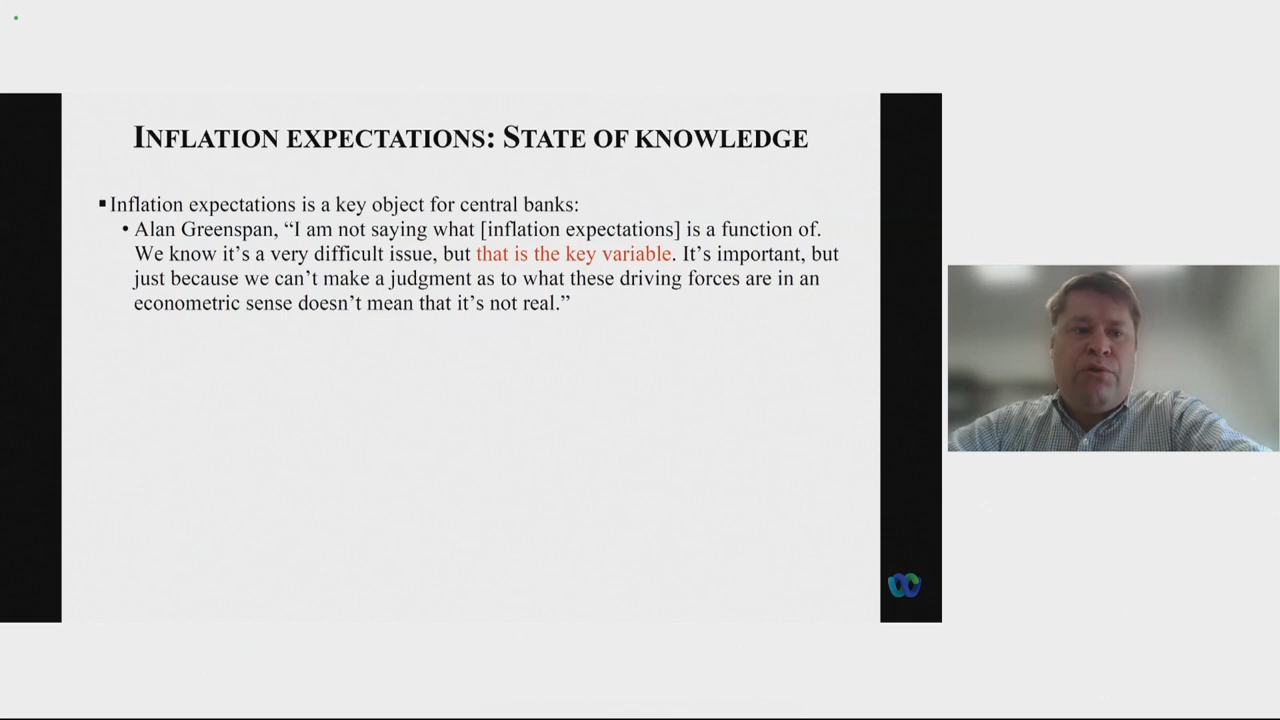 INFLATION EXPECTATIONS: STATE OF KNOWLEDGE
▪ Inflation expectations is a key object for central banks:
• Alan Greenspan, “I am not saying what [inflation expectations] is a function of.
We know it’s a very difficult issue, but that is the key variable. It’s important, but
just because we can’t make a judgment as to what these driving forces are in an
econometric sense doesn’t mean that it’s not real.”